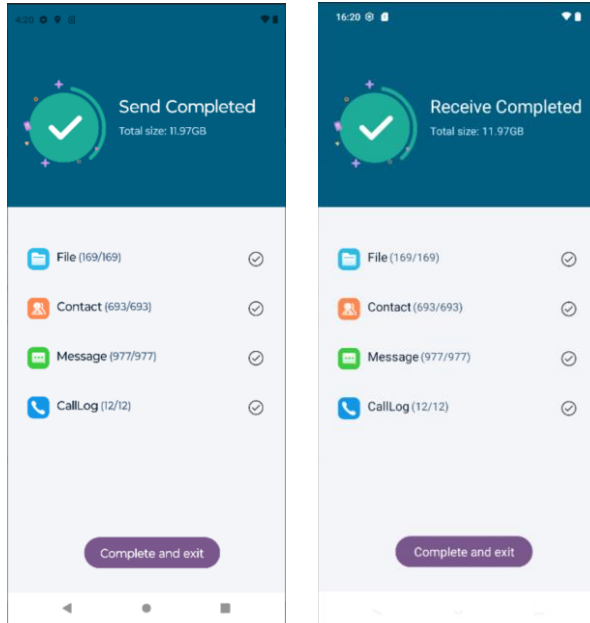 4:20
Send Completed
Total size: 11.97GB
File (169/169)
Contact (693/693)
Message (977/977)
CallLog (12/12)
Complete and exit
16:20
Receive Completed
Total size: 11.97GB
File (169/169)
Contact (693/693)
Message (977/977)
CallLog (12/12)
Complete and exit